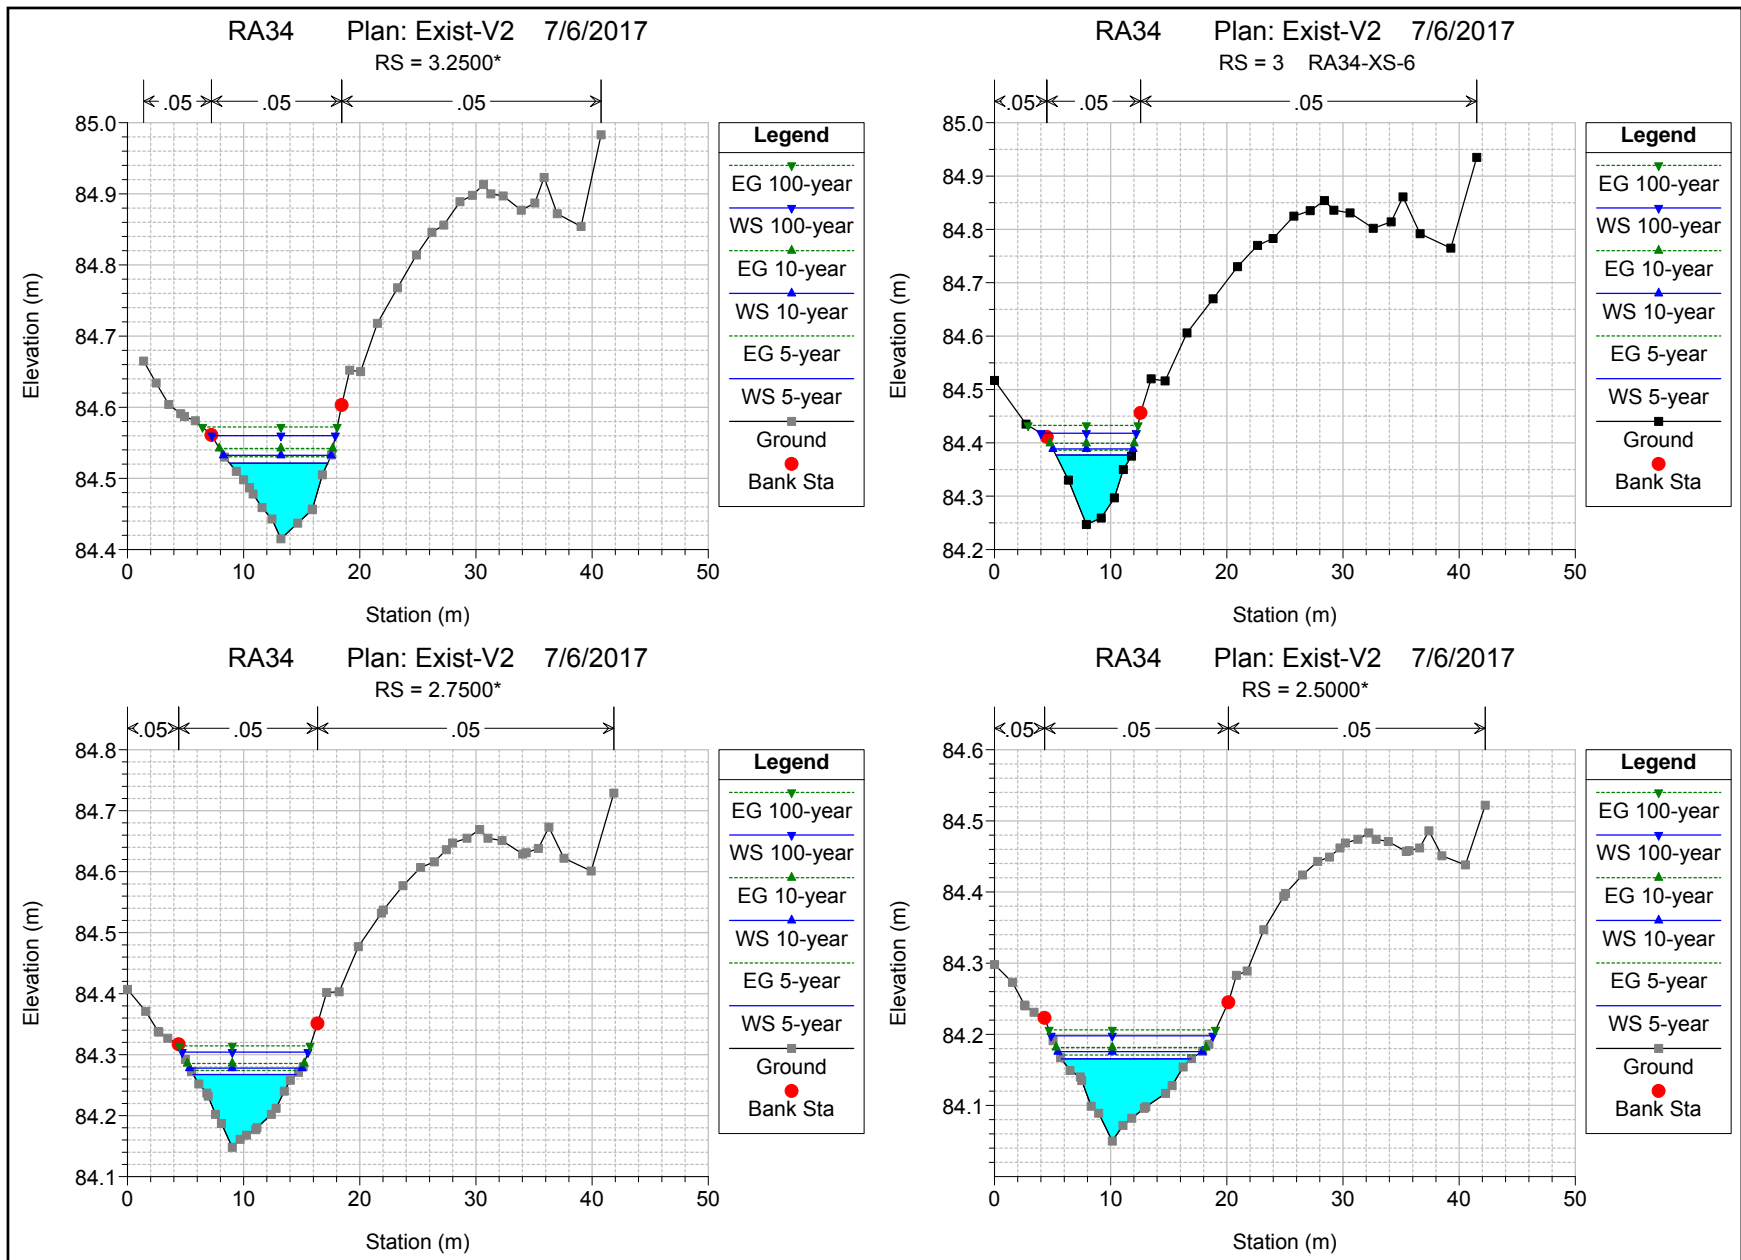 RA34 Plan: Exist-V2 7/6/2017
RS = 3.2500*
.05 .05 .05
Elevation (m)
85.0
84.9
84.8
84.7
84.6
84.5
84.4
0 10 20 30 40 50
Station (m)
Legend
EG 100-year
WS 100-year
EG 10-year
WS 10-year
EG 5-year
WS 5-year
Ground
Bank Sta
RA34 Plan: Exist-V2 7/6/2017
RS = 3 RA34-XS-6
.05 .05 .05
Elevation (m)
85.0
84.9
84.8
84.7
84.6
84.5
84.4
84.3
84.2
0 10 20 30 40 50
Station (m)
Legend
EG 100-year
WS 100-year
EG 10-year
WS 10-year
EG 5-year
WS 5-year
Ground
Bank Sta
RA34 Plan: Exist-V2 7/6/2017
RS = 2.7500*
.05 .05 .05
Elevation (m)
84.8
84.7
84.6
84.5
84.4
84.3
84.2
84.1
0 10 20 30 40 50
Station (m)
Legend
EG 100-year
WS 100-year
EG 10-year
WS 10-year
EG 5-year
WS 5-year
Ground
Bank Sta
RA34 Plan: Exist-V2 7/6/2017
RS = 2.5000*
.05 .05 .05
Elevation (m)
84.6
84.5
84.4
84.3
84.2
84.1
0 10 20 30 40 50
Station (m)
Legend
EG 100-year
WS 100-year
EG 10-year
WS 10-year
EG 5-year
WS 5-year
Ground
Bank Sta